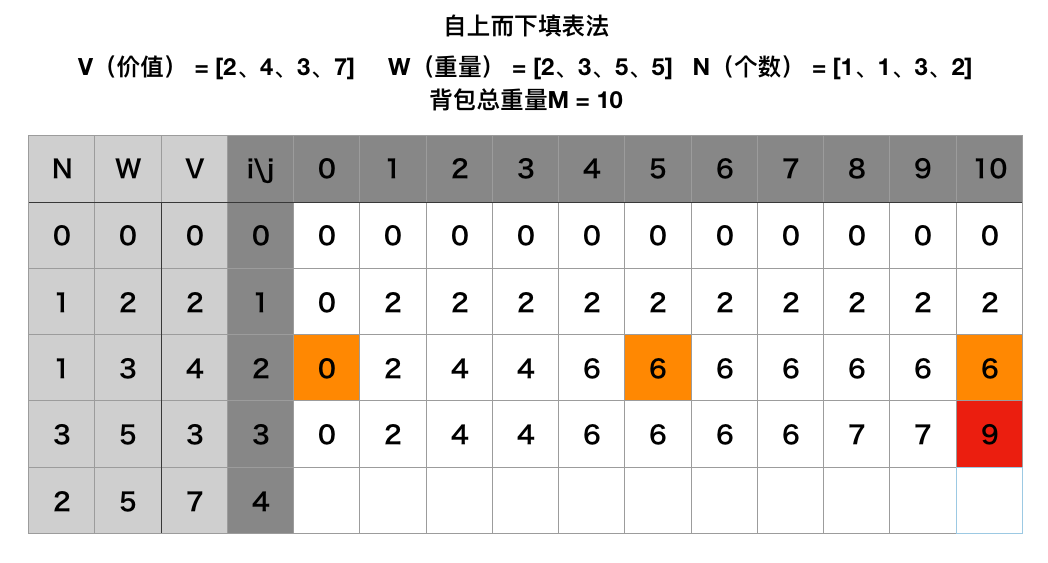 自上而下填表法
V（价值） = [2、4、3、7] W（重量） = [2、3、5、5] N（个数） = [1、1、3、2]
背包总重量M = 10
N W V i\j 0 1 2 3 4 5 6 7 8 9 10
0 0 0 0 0 0 0 0 0 0 0 0 0 0 0
1 2 2 1 0 2 2 2 2 2 2 2 2 2 2
1 3 4 2 0 2 4 4 6 6 6 6 6 6 6
3 5 3 3 0 2 4 4 6 6 6 6 7 7 9
2 5 7 4